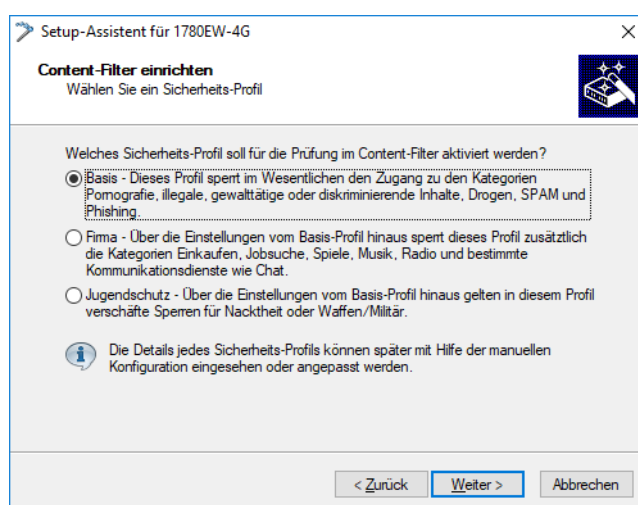 Setup-Assistent für 1780EW-4G
Content-Filter einrichten
Wählen Sie ein Sicherheits-Profil
Welches Sicherheits-Profil soll für die Prüfung im Content-Filter aktiviert werden?
Basis - Dieses Profil sperrt im Wesentlichen den Zugang zu den Kategorien
Pornografie, illegale, gewalttätige oder diskriminierende Inhalte, Drogen, SPAM und
Phishing.
Firma - Über die Einstellungen vom Basis-Profil hinaus sperrt dieses Profil zusätzlich
die Kategorien Einkaufen, Jobsuche, Spiele, Musik, Radio und bestimmte
Kommunikationsdienste wie Chat.
Jugendschutz - Über die Einstellungen vom Basis-Profil hinaus gelten in diesem Profil
verschäfte Sperren für Nacktheit oder Waffen/Militär.
Die Details jedes Sicherheits-Profils können später mit Hilfe der manuellen
Konfiguration eingesehen oder angepasst werden.
< Zurück Weiter > Abbrechen